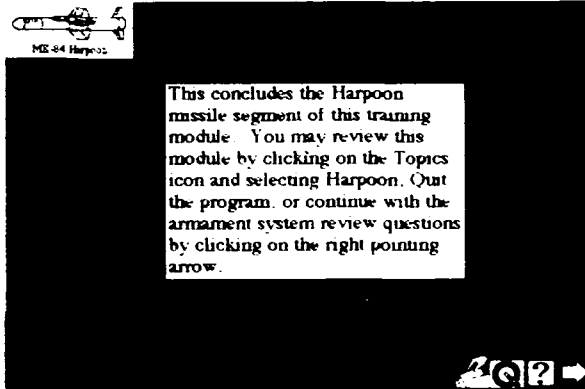 MK-84 Harpoon
This concludes the Harpoon
missile segment of this training
module. You may review this
module by clicking on the Topics
icon and selecting Harpoon, Quit
the program, or continue with the
armament system review questions
by clicking on the right pointing
arrow.
Q ?